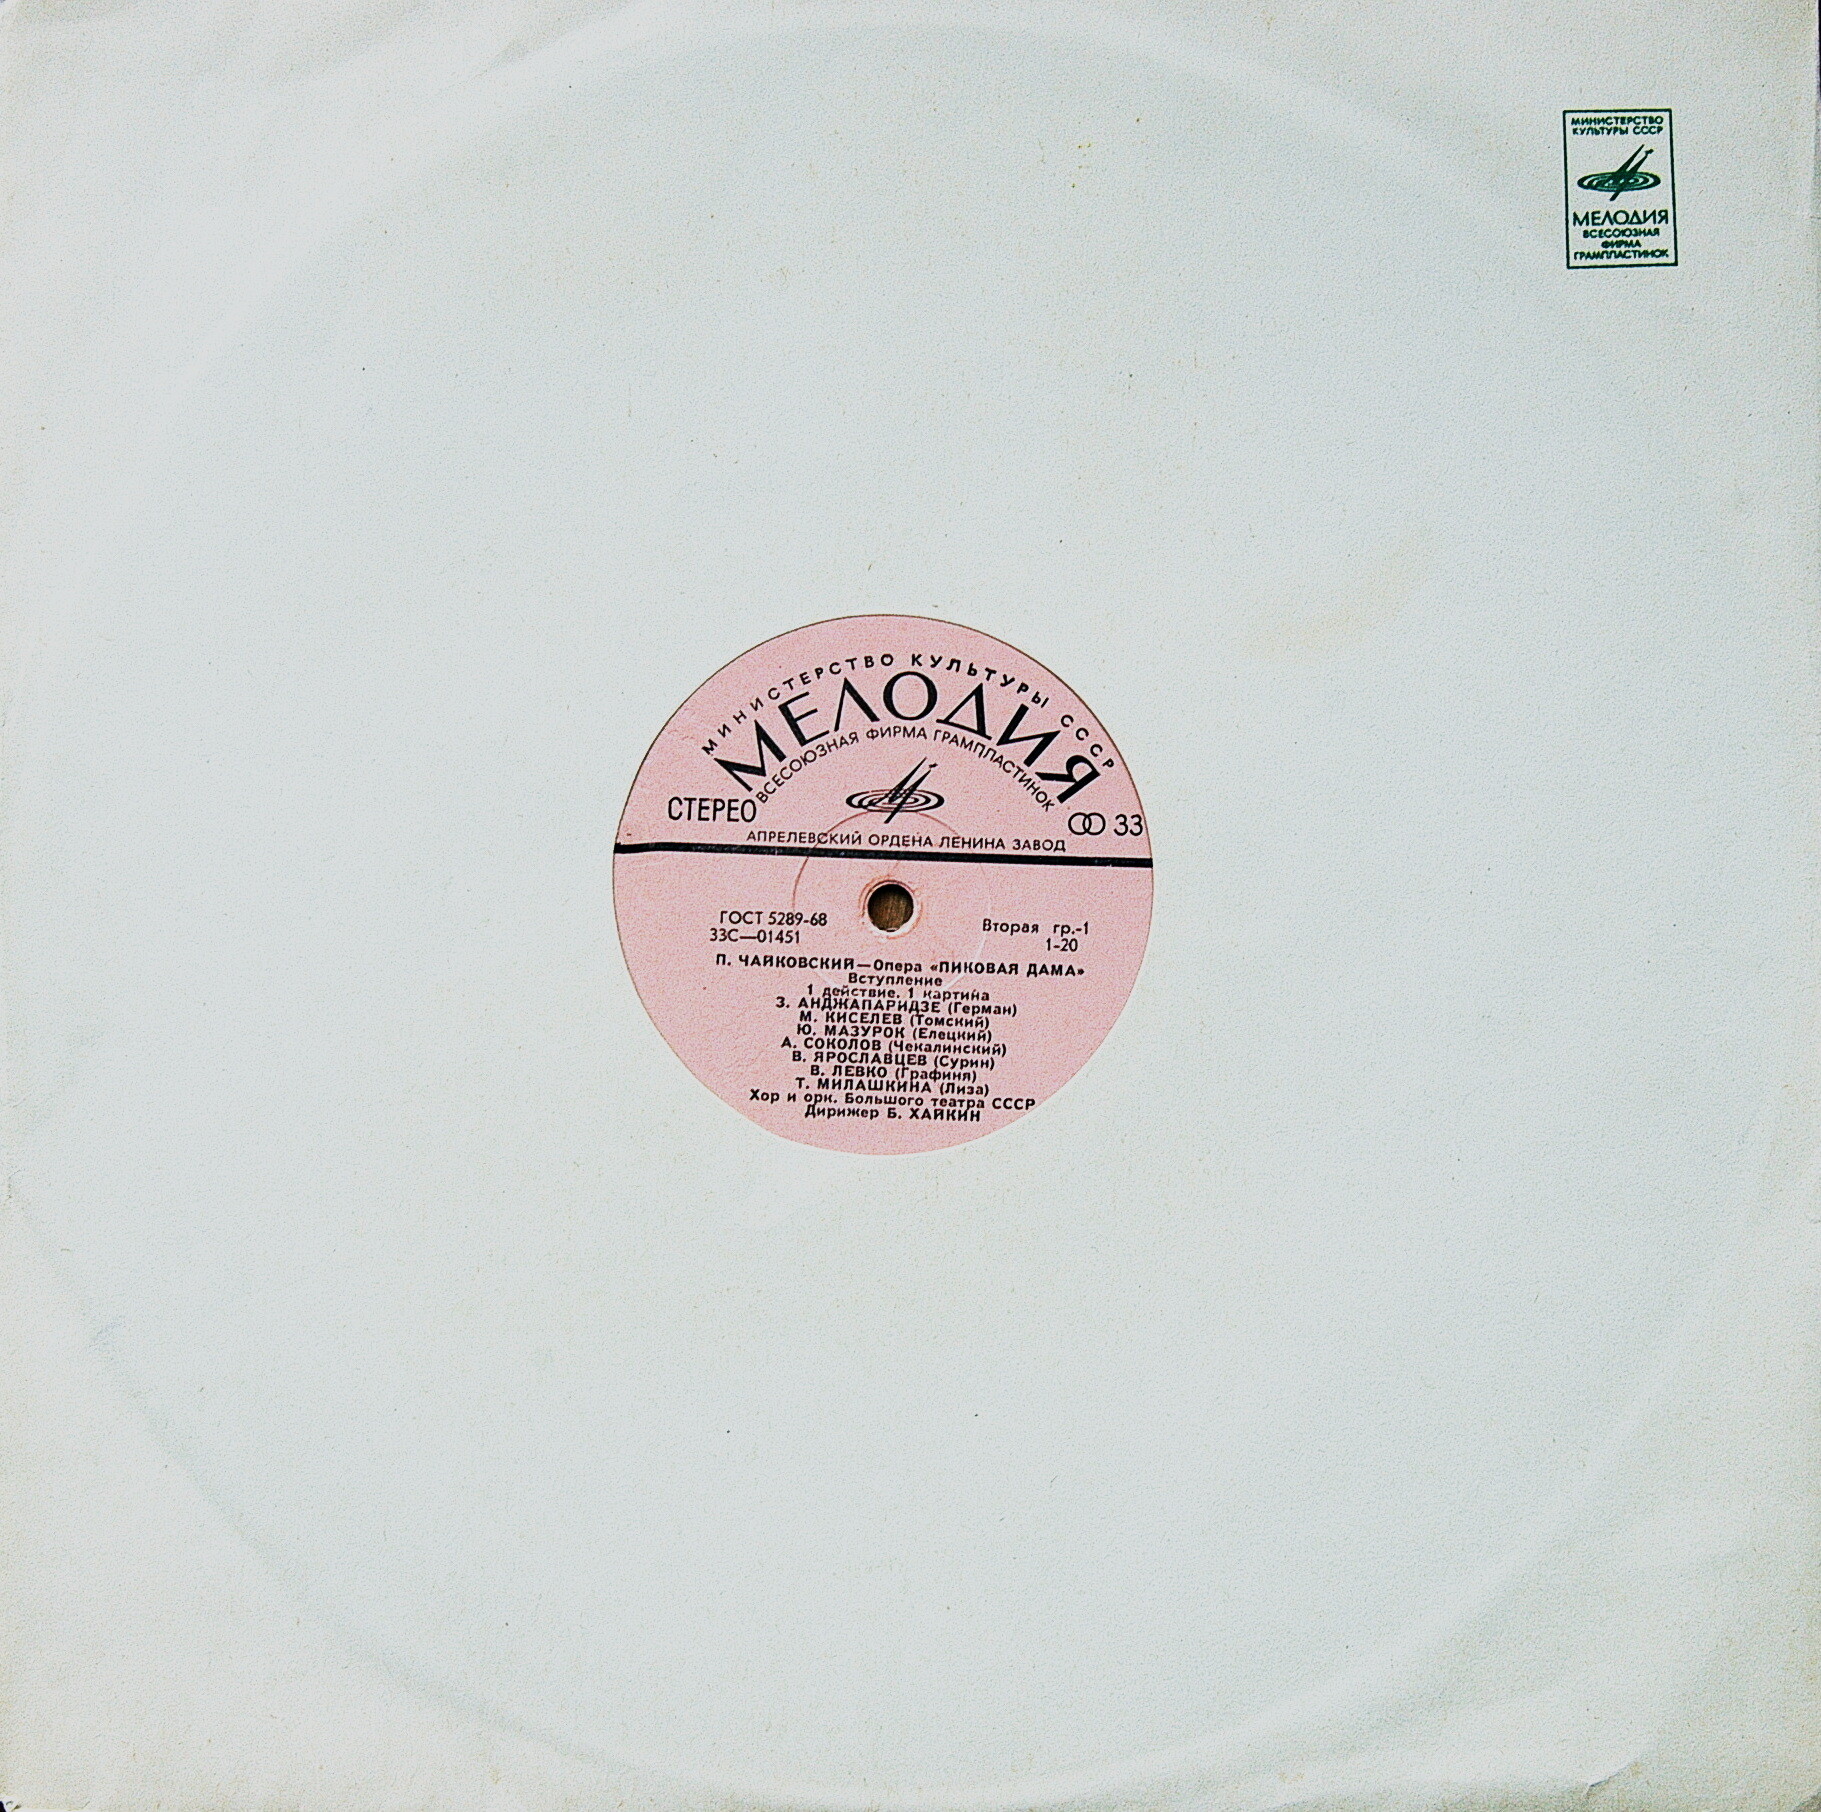 МИНИСТЕРСТВО
КУЛЬТУРЫ СССР
МЕЛОДИЯ
ВСЕСОЮЗНАЯ
ФИРМА
ГРАМПЛАСТИНОК
МИНИСТЕРСТВО КУЛЬТУРЫ СССР
МЕЛОДИЯ
ВСЕСОЮЗНАЯ ФИРМА ГРАМПЛАСТИНОК
СТЕРЕО
33
АПРЕЛЕВСКИЙ ОРДЕНА ЛЕНИНА ЗАВОД
ГОСТ 5289-68
33С—01451
Вторая гр.-1
1-20
П. ЧАЙКОВСКИЙ—Опера «ПИКОВАЯ ДАМА»
Вступление
1 действие. 1 картина
З. АНДЖАПАРИДЗЕ (Герман)
М. КИСЕЛЕВ (Томский)
Ю. МАЗУРОК (Елецкий)
А. СОКОЛОВ (Чекалинский)
В. ЯРОСЛАВЦЕВ (Сурин)
В. ЛЕВКО (Графиня)
Т. МИЛАШКИНА (Лиза)
Хор и орк. Большого театра СССР
Дирижер Б. ХАЙКИН